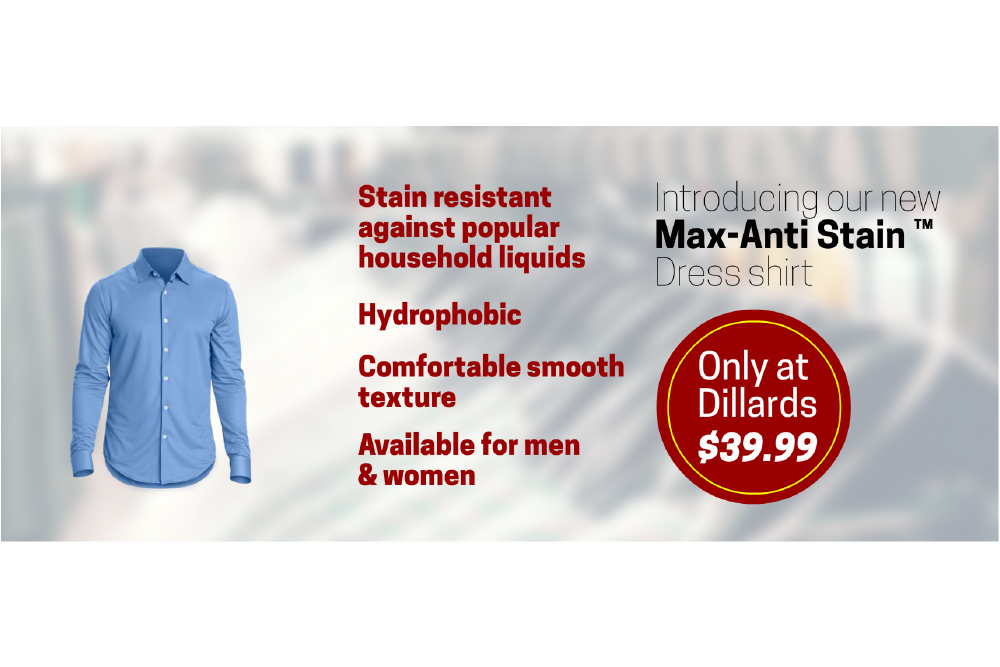 Stain resistant
against popular
household liquids
Hydrophobic
Comfortable smooth
texture
Available for men
& women
Introducing our new
Max-Anti Stain ™
Dress shirt
Only at
Dillards
$39.99